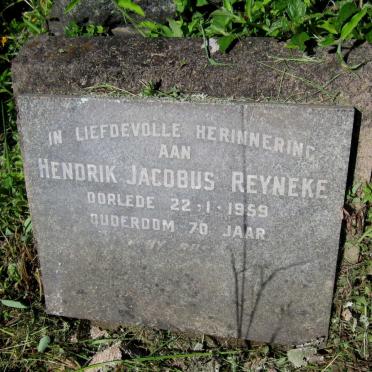 IN LIEFDEVOLLE HERINNERING
AAN
HENDRIK JACOBUS REYNEKE
OORLEDE 22·1·1959
OUDERDOM 70 JAAR